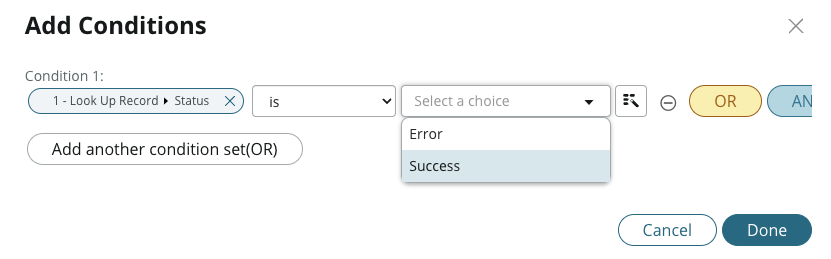 Add Conditions
Condition 1:
1 - Look Up Record ▸ Status is Select a choice OR AN
Error
Success
Add another condition set(OR)
Cancel Done